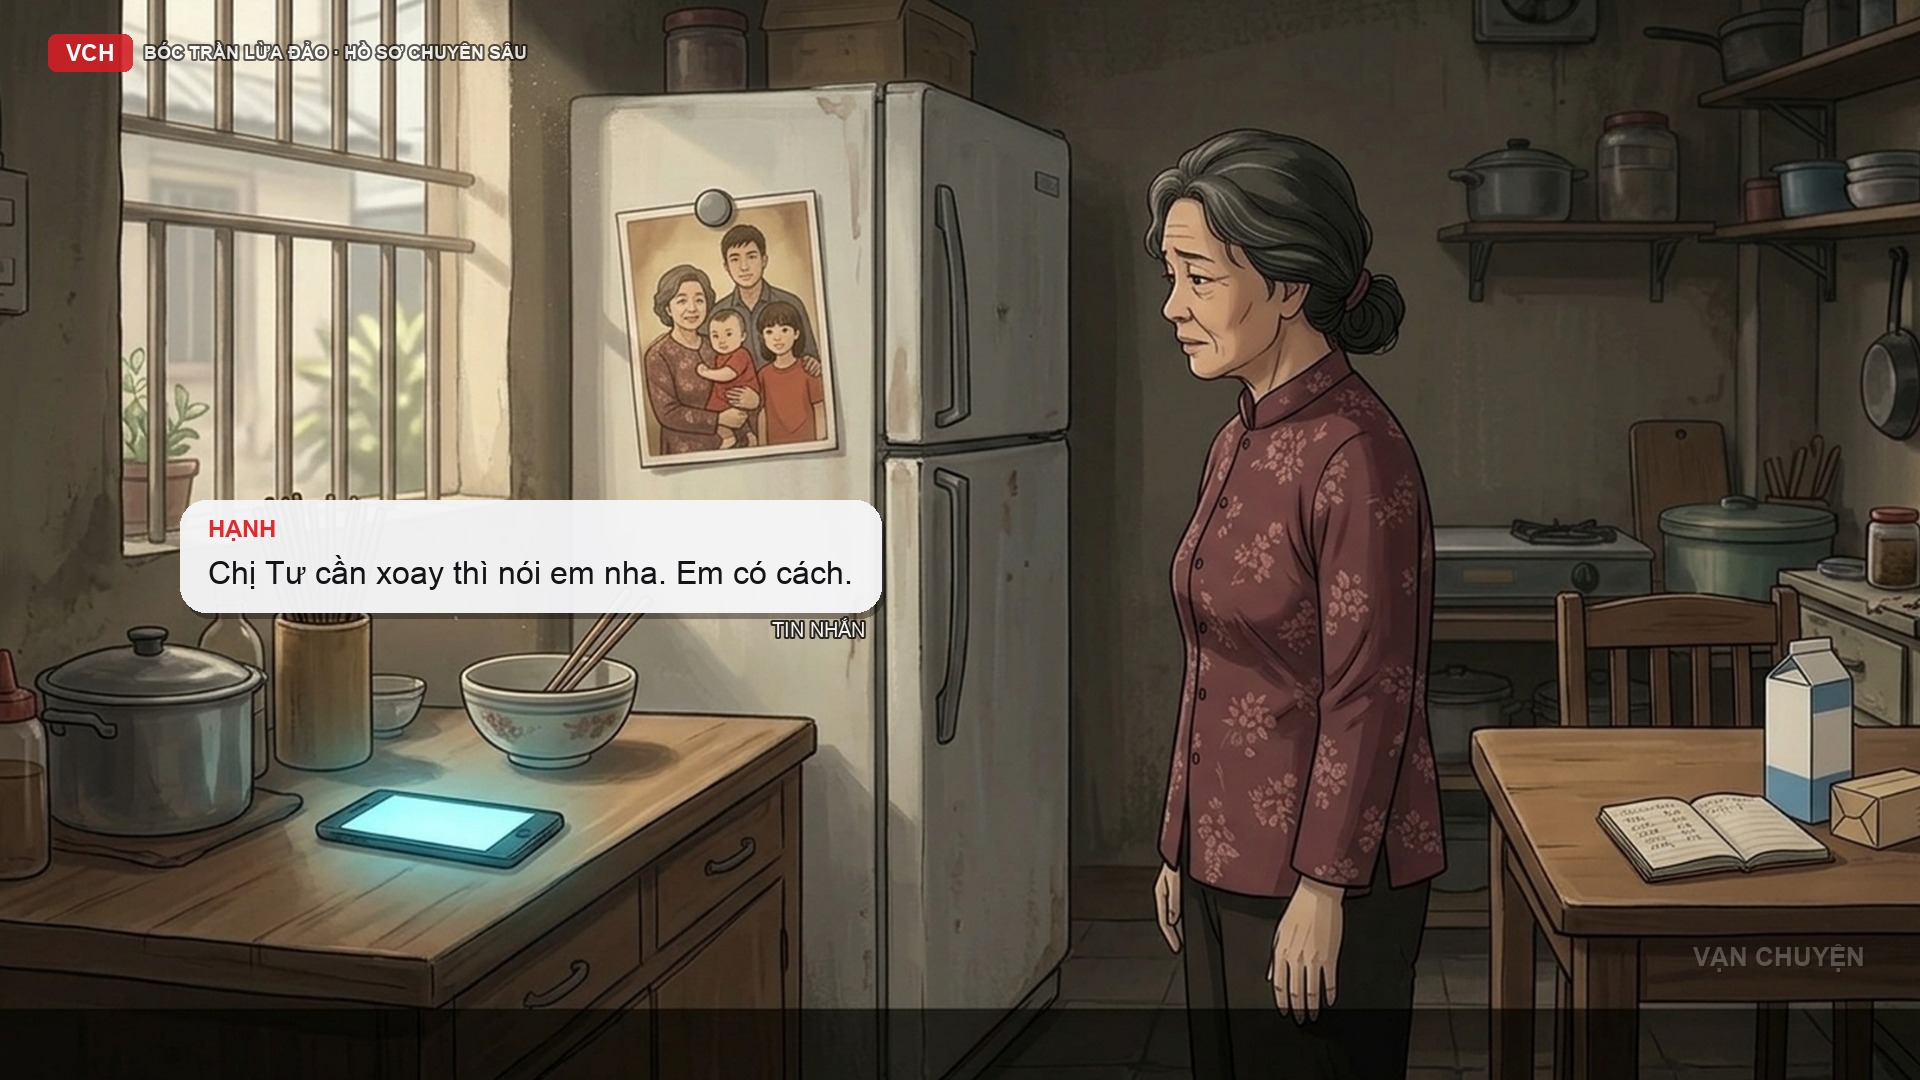 VCH BÓC TRẦN LỪA ĐẢO · HỒ SƠ CHUYÊN SÂU
HẠNH
Chị Tư cần xoay thì nói em nha. Em có cách.
TIN NHẮN
VẠN CHUYỆN